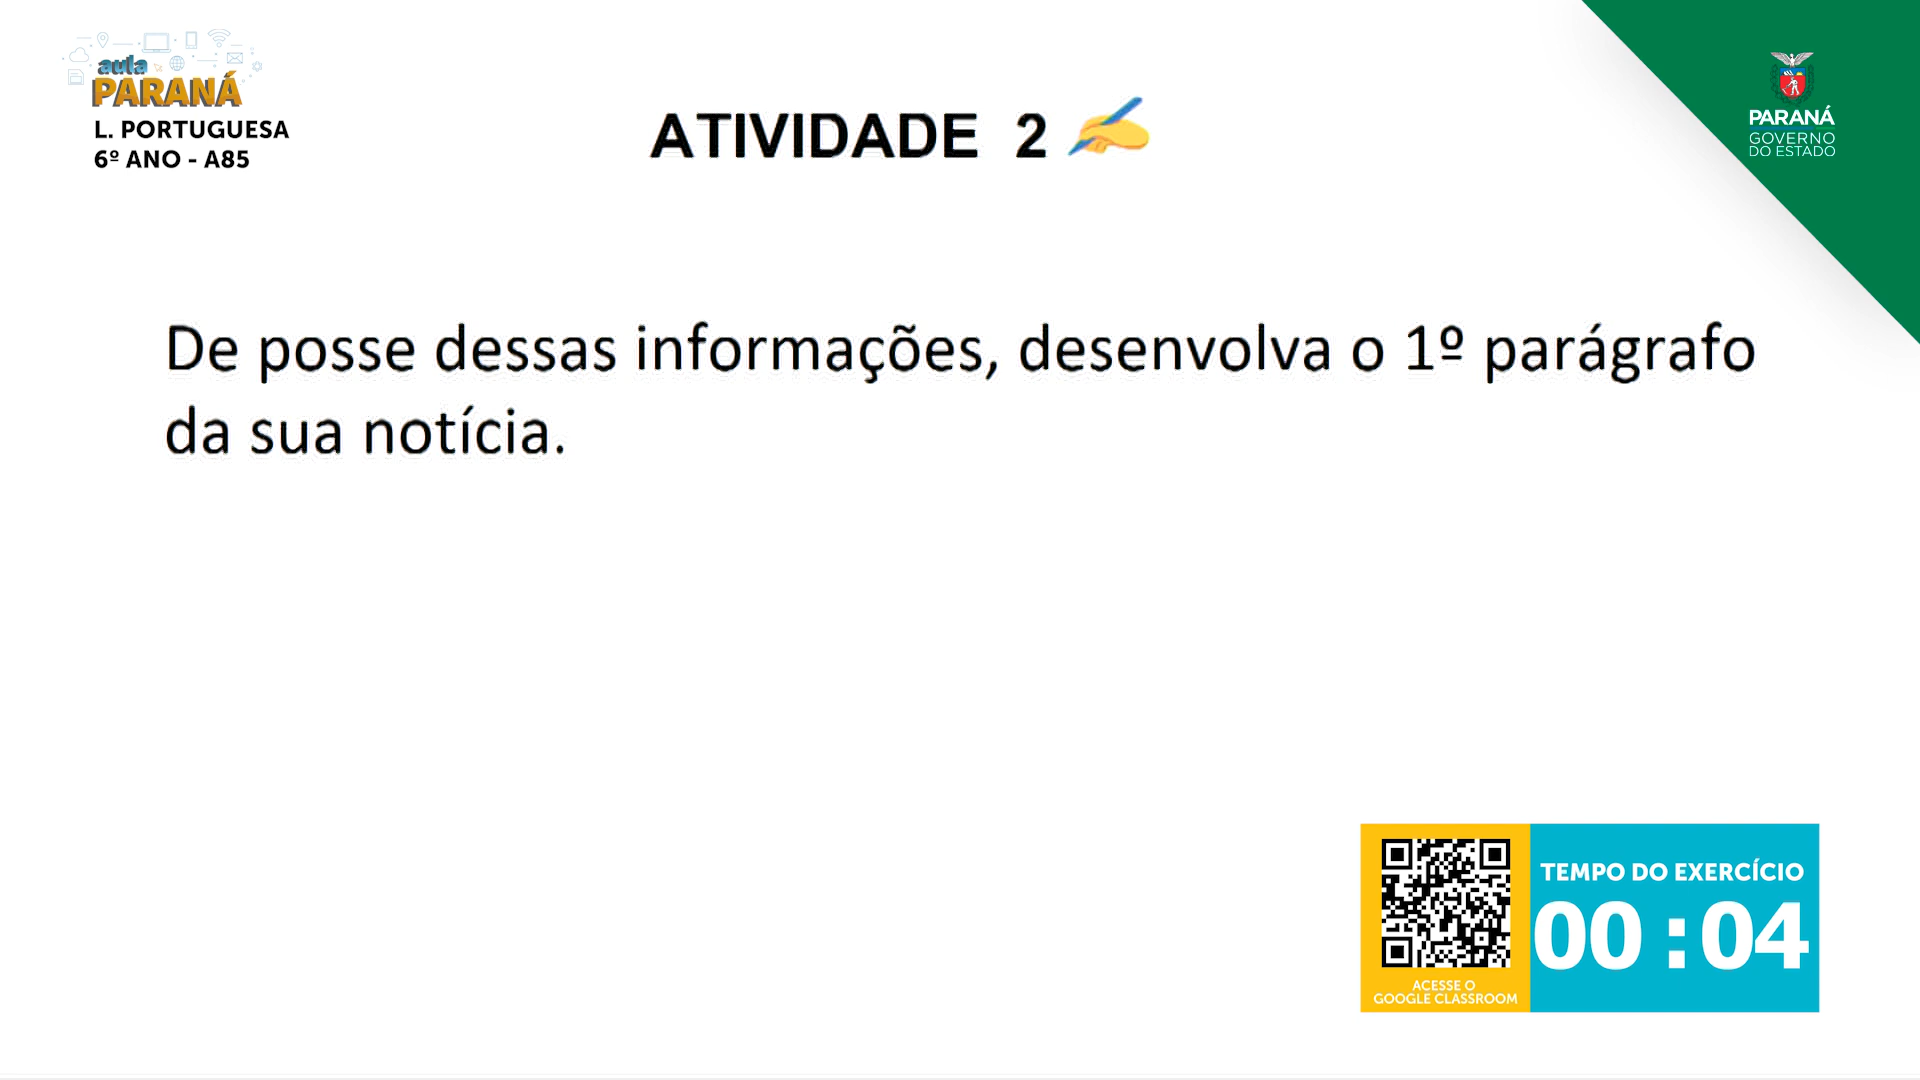 aula
PARANÁ
L. PORTUGUESA
6º ANO - A85
ATIVIDADE 2
PARANÁ
GOVERNO
DO ESTADO
De posse dessas informações, desenvolva o 1º parágrafo
da sua notícia.
TEMPO DO EXERCÍCIO
00 : 04
ACESSE O
GOOGLE CLASSROOM